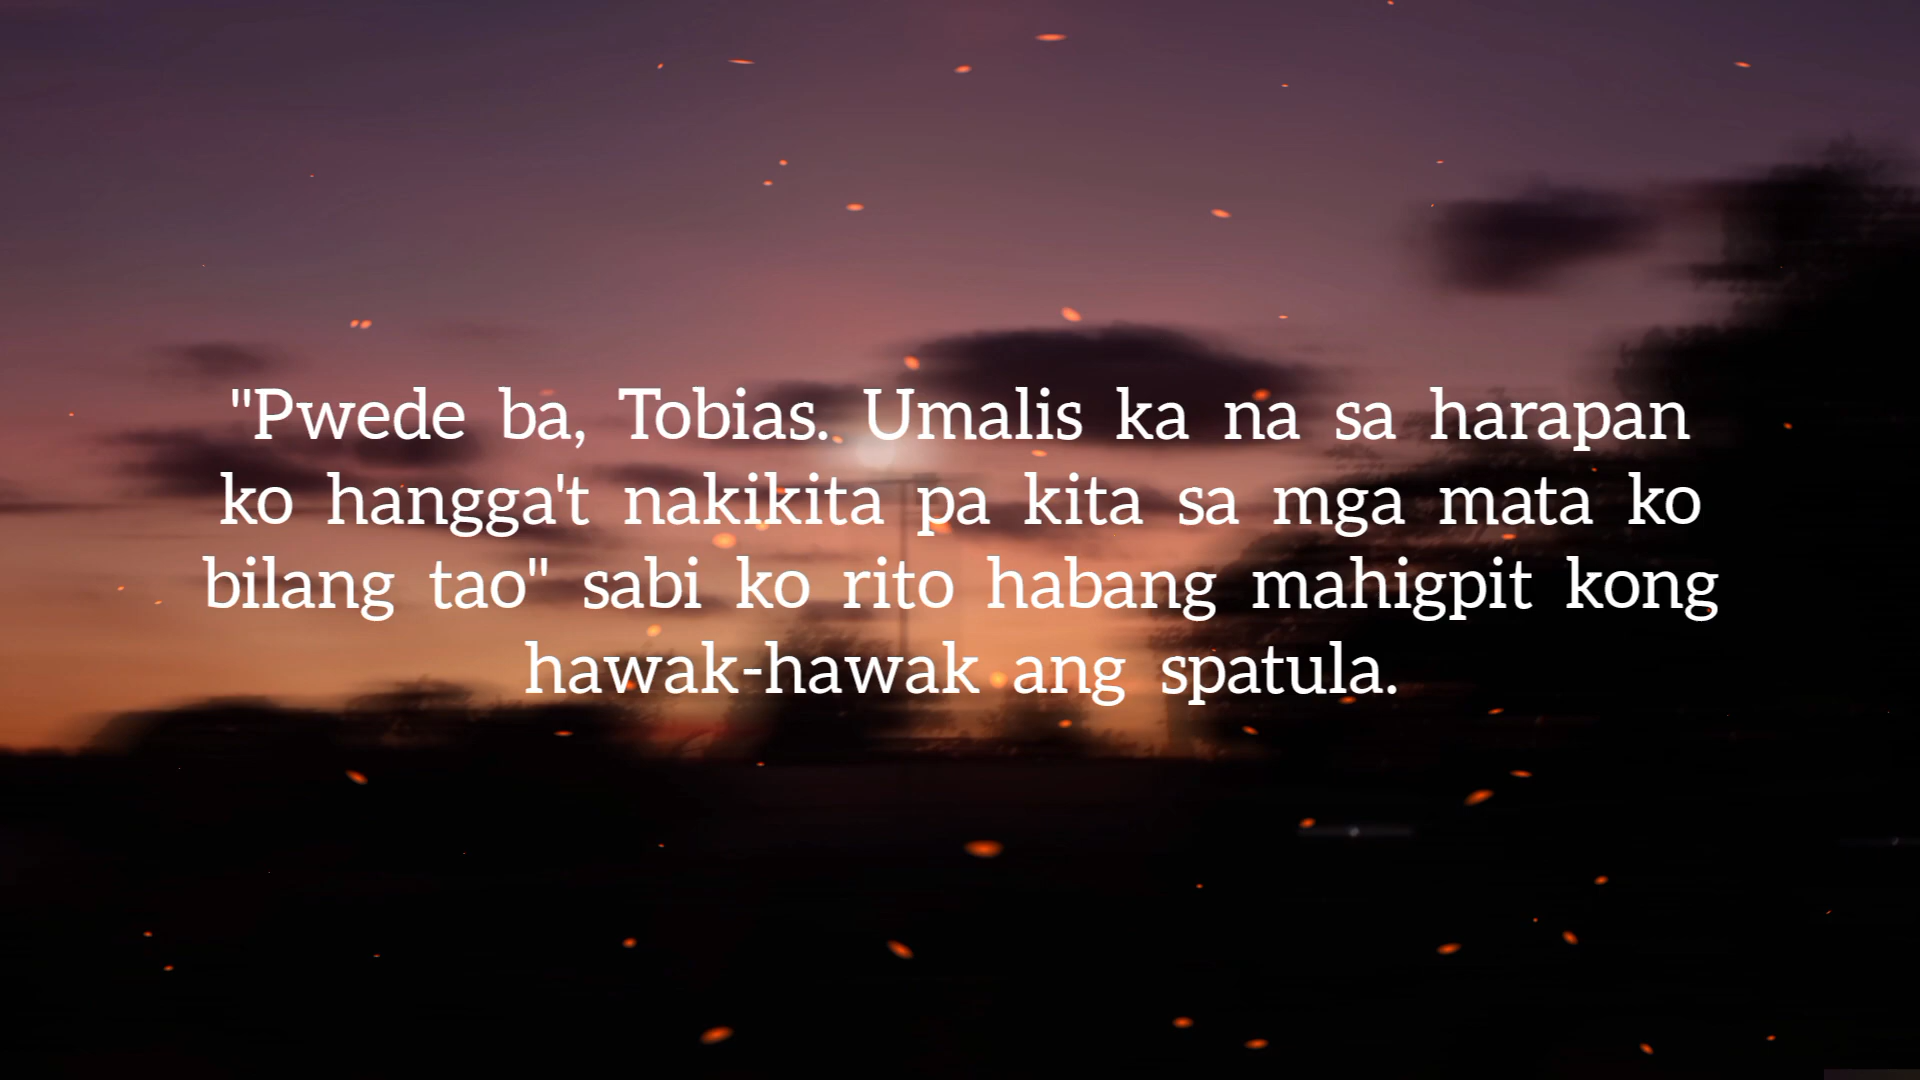 "Pwede ba, Tobias. Umalis ka na sa harapan
ko hangga't nakikita pa kita sa mga mata ko
bilang tao" sabi ko rito habang mahigpit kong
hawak-hawak ang spatula.